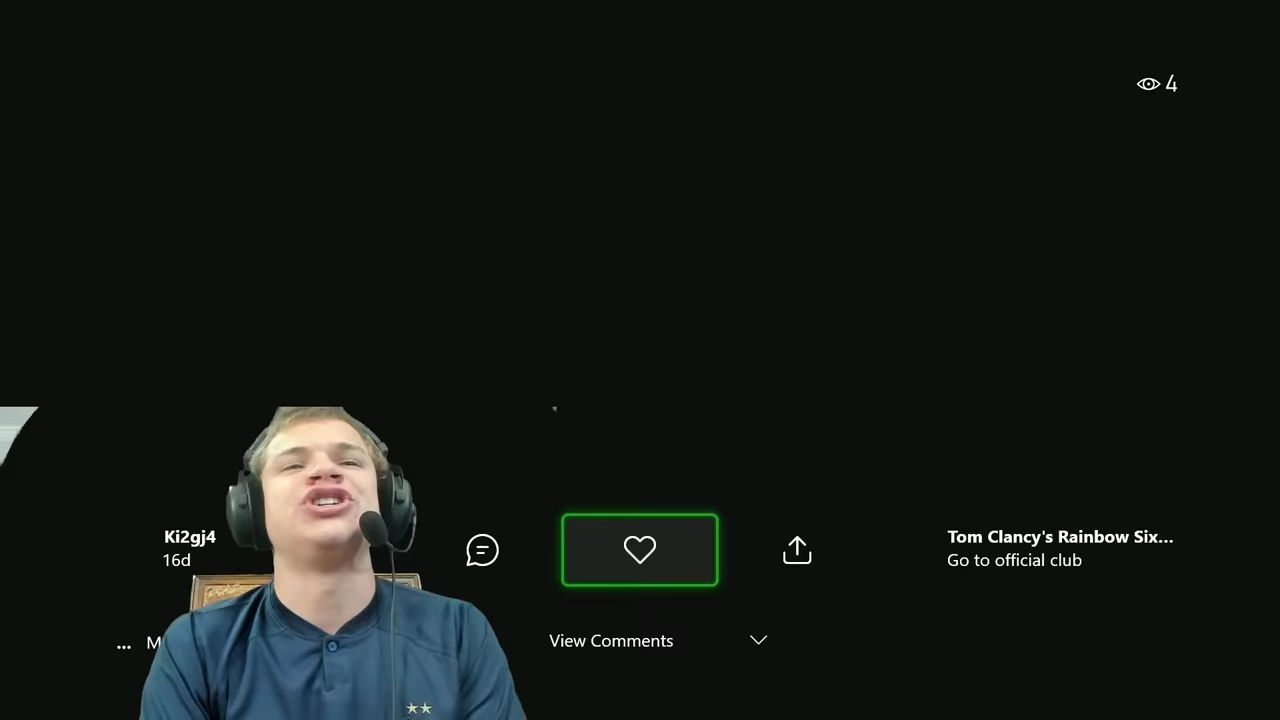 4
Ki2gj4
16d
Tom Clancy's Rainbow Six...
Go to official club
... M
View Comments